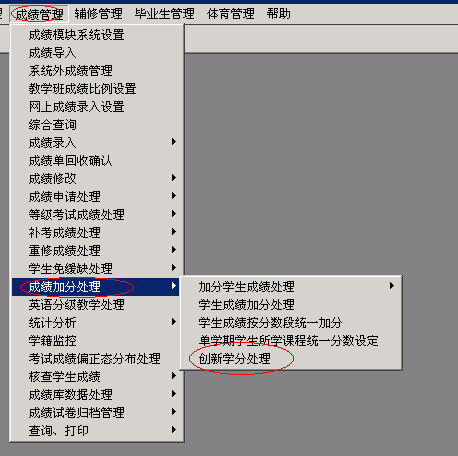 成绩管理 辅修管理 毕业生管理 体育管理 帮助
成绩模块系统设置
成绩导入
系统外成绩管理
教学班成绩比例设置
网上成绩录入设置
综合查询
成绩录入
成绩单回收确认
成绩修改
成绩申请处理
等级考试成绩处理
补考成绩处理
重修成绩处理
学生免缓缺处理
成绩加分处理
英语分级教学处理
统计分析
学籍监控
考试成绩偏正态分布处理
核查学生成绩
成绩库数据处理
成绩试卷归档管理
查询、打印
加分学生成绩处理
学生成绩加分处理
学生成绩按分数段统一加分
单学期学生所学课程统一分数设定
创新学分处理